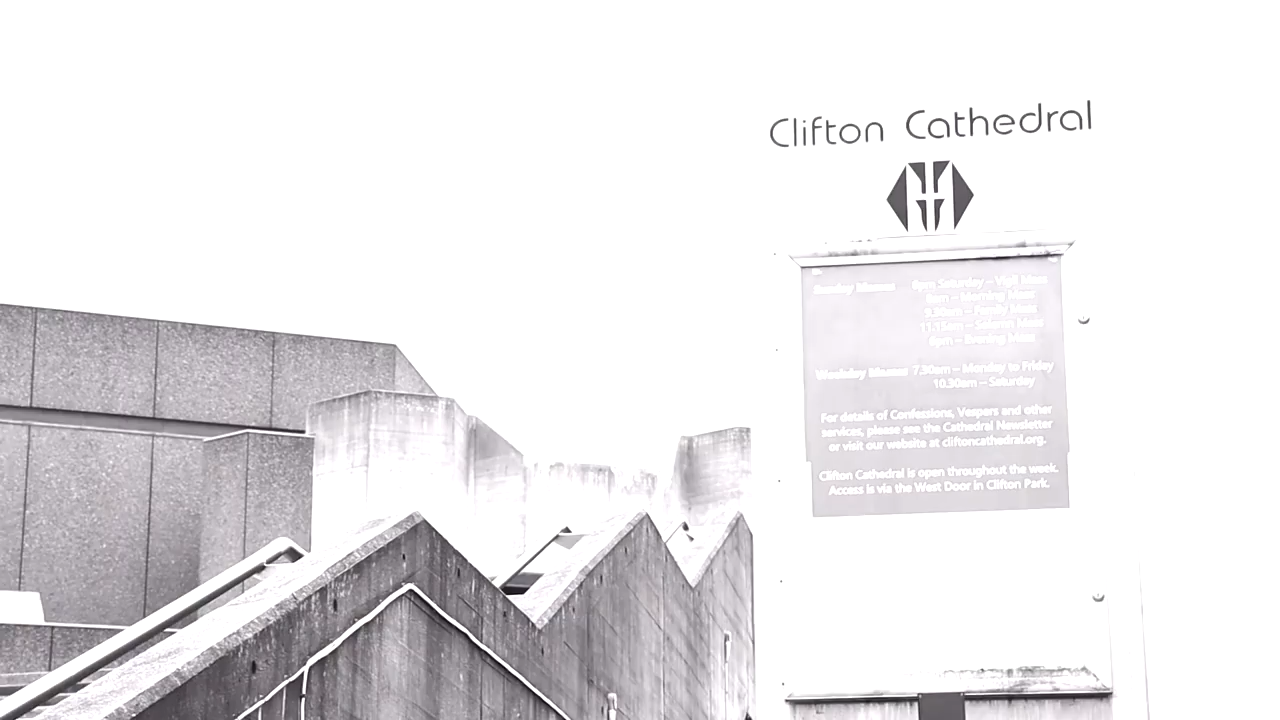 Clifton Cathedral
Sunday Masses 6pm Saturday – Vigil Mass
8am – Morning Mass
9.30am – Family Mass
11.15am – Solemn Mass
6pm – Evening Mass
Weekday Masses 7.30am – Monday to Friday
10.30am – Saturday
For details of Confessions, Vespers and other
services, please see the Cathedral Newsletter
or visit our website at cliftoncathedral.org.
Clifton Cathedral is open throughout the week.
Access is via the West Door in Clifton Park.